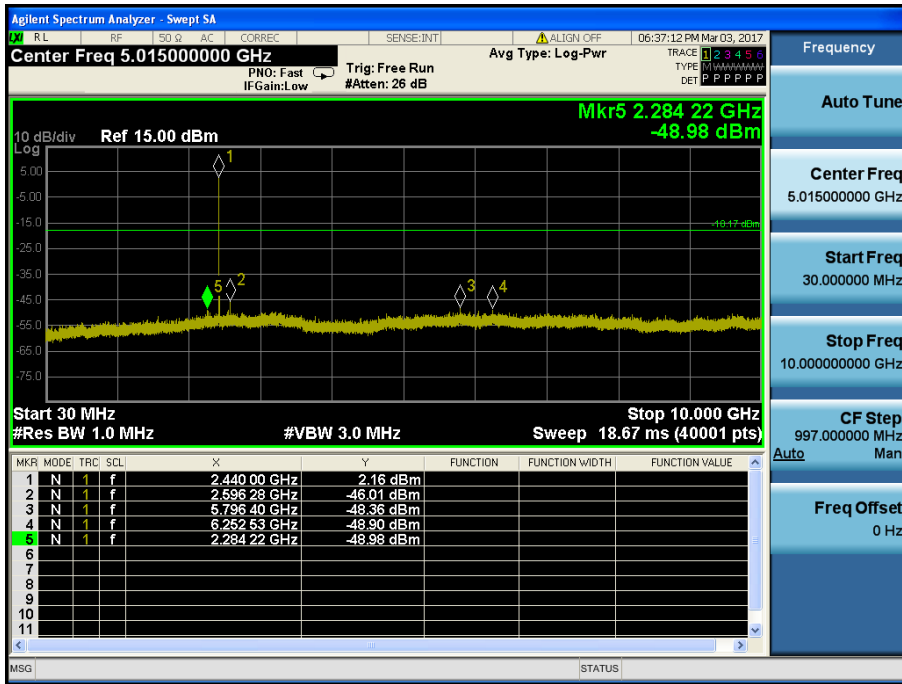 Agilent Spectrum Analyzer - Swept SA
LXI RL RF 50 Ω AC CORREC SENSE:INT ALIGN OFF 06:37:12 PM Mar 03, 2017
Center Freq 5.015000000 GHz
PNO: Fast
IFGain:Low
Trig: Free Run
#Atten: 26 dB
Avg Type: Log-Pwr
TRACE 1 2 3 4 5 6
TYPE M
DET P P P P P P
Mkr5 2.284 22 GHz
-48.98 dBm
10 dB/div Ref 15.00 dBm
Log
5.00
-5.00
-15.0
-25.0
-35.0
-45.0
-55.0
-65.0
-75.0
1
5
2
3
4
Start 30 MHz
Stop 10.000 GHz
#Res BW 1.0 MHz
#VBW 3.0 MHz
Sweep 18.67 ms (40001 pts)
MKR MODE TRC SCL X Y FUNCTION FUNCTION WIDTH FUNCTION VALUE
1 N 1 f 2.440 00 GHz 2.16 dBm
2 N 1 f 2.596 28 GHz -46.01 dBm
3 N 1 f 5.796 40 GHz -48.36 dBm
4 N 1 f 6.252 53 GHz -48.90 dBm
5 N 1 f 2.284 22 GHz -48.98 dBm
6
7
8
9
10
11
MSG
STATUS
Frequency
Auto Tune
Center Freq
5.015000000 GHz
Start Freq
30.000000 MHz
Stop Freq
10.000000000 GHz
CF Step
997.000000 MHz
Auto Man
Freq Offset
0 Hz